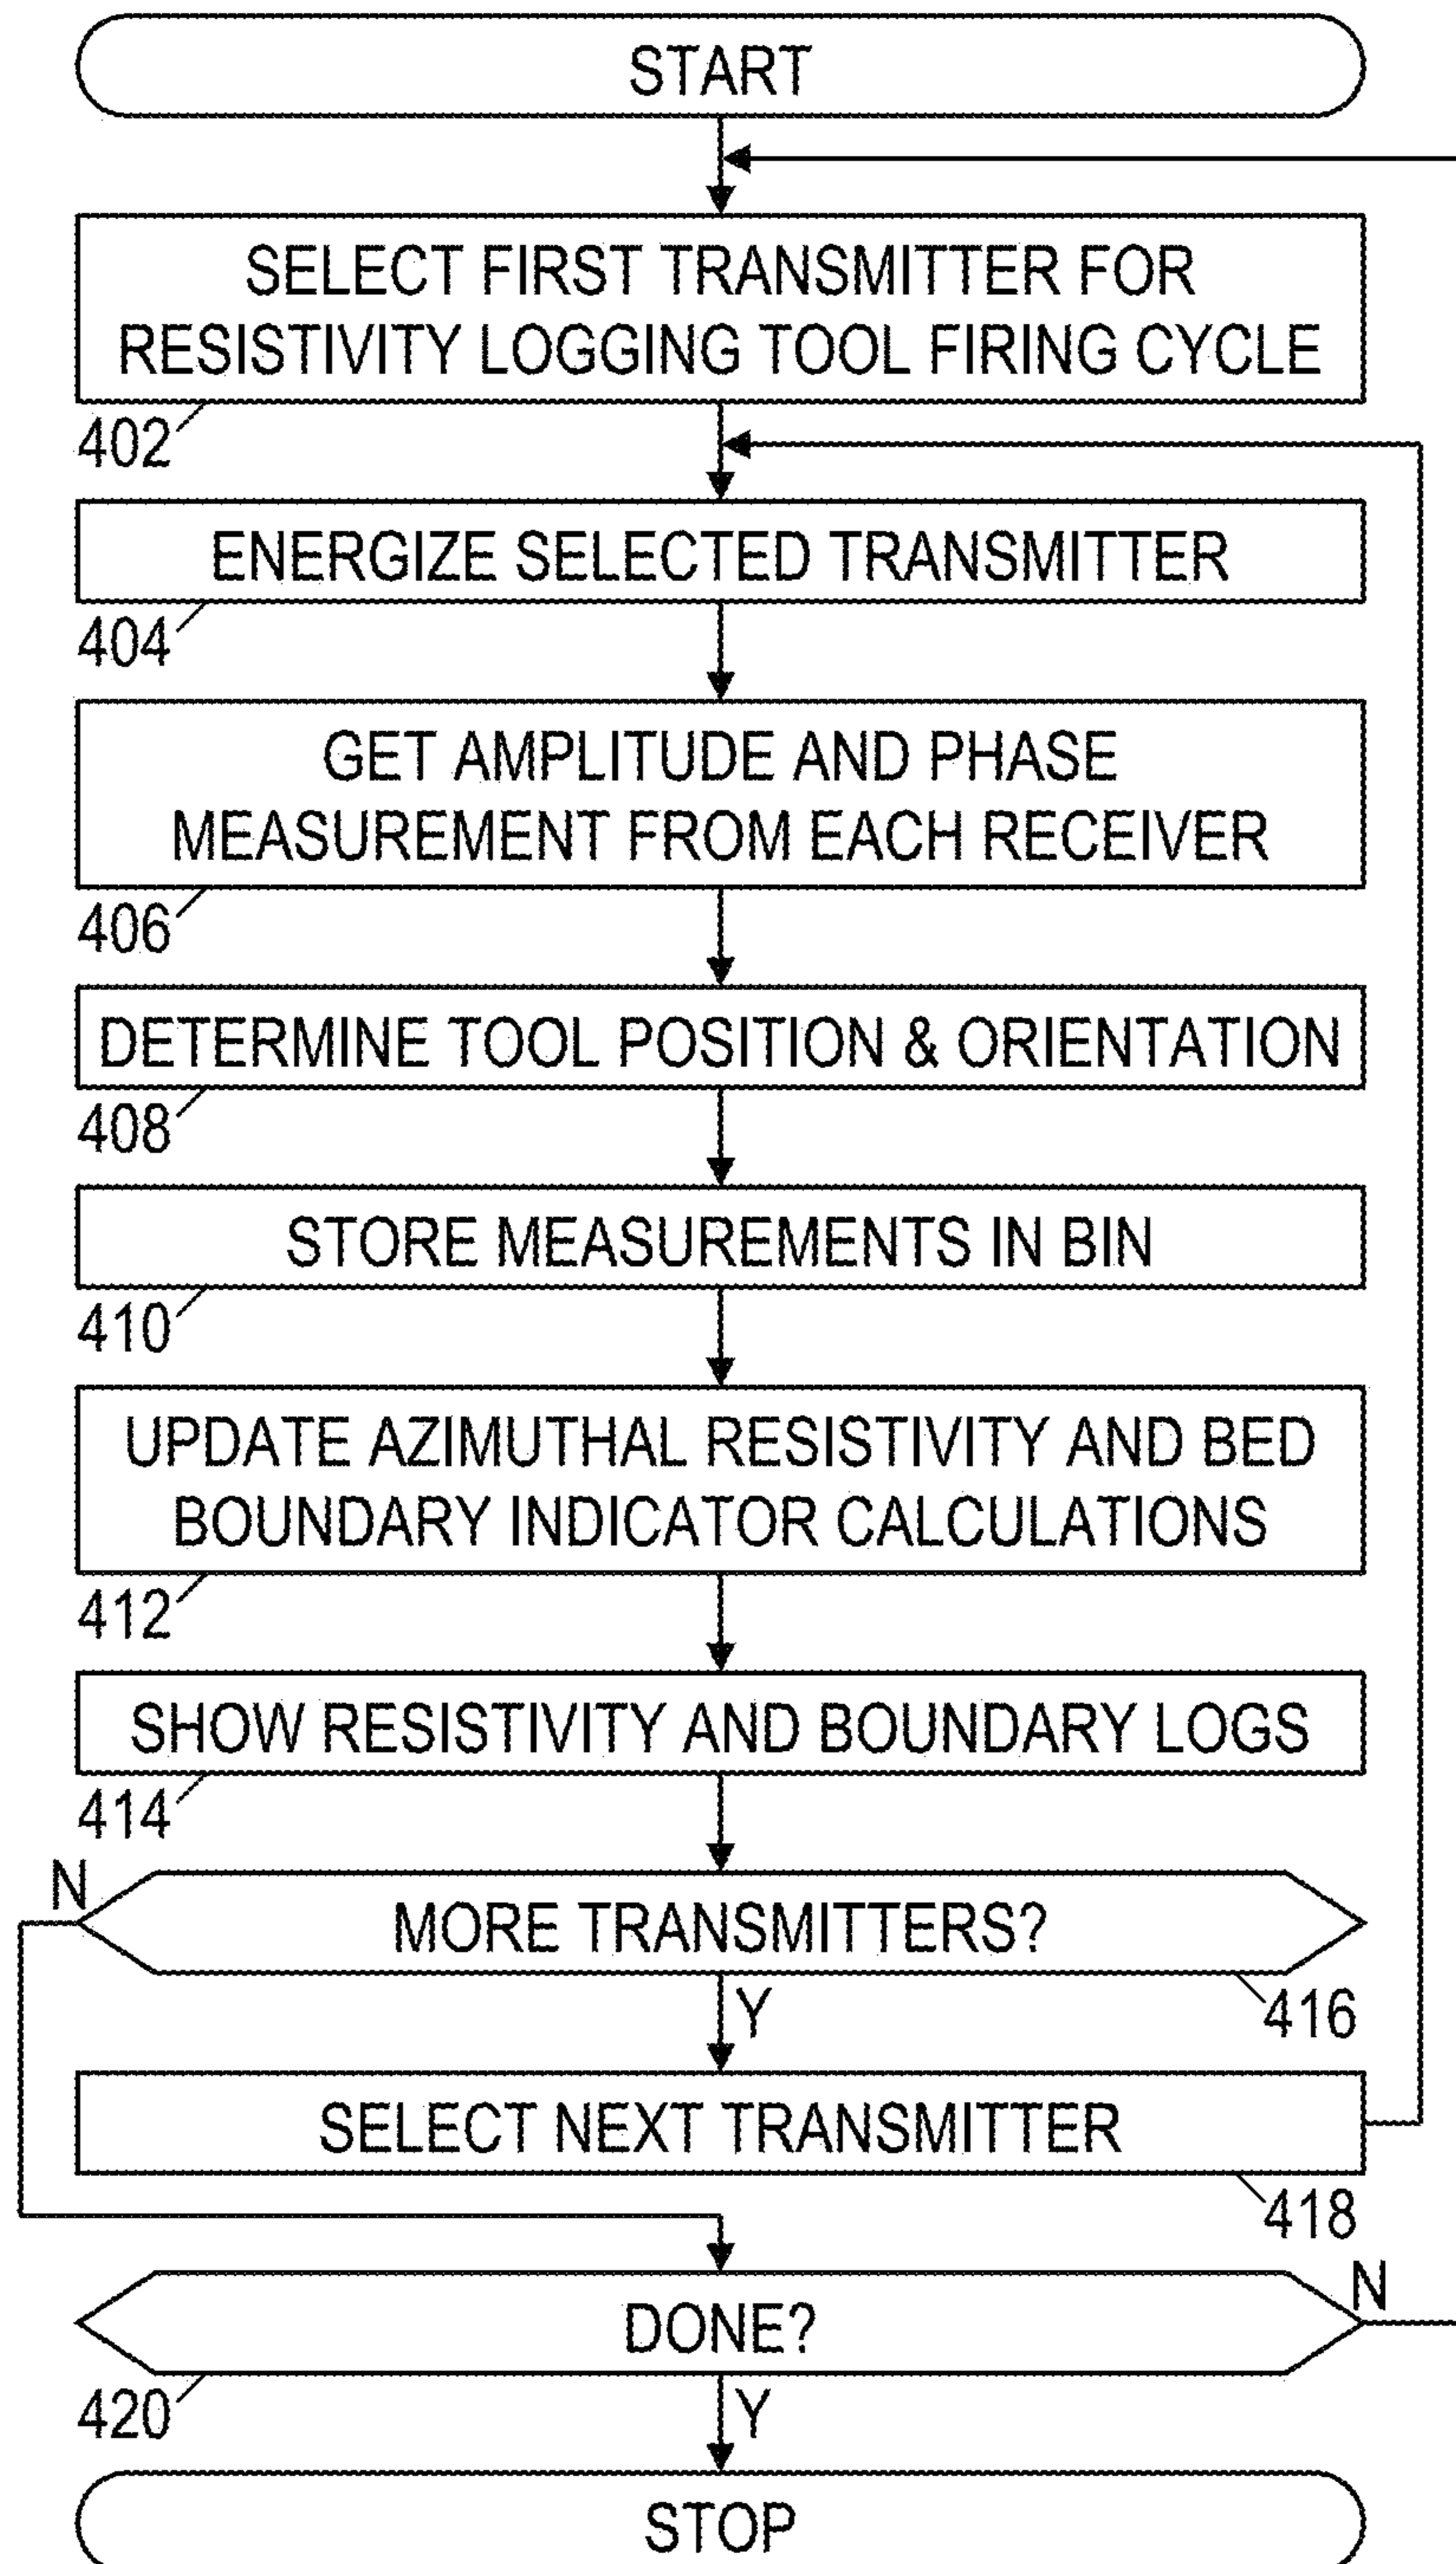 START
SELECT FIRST TRANSMITTER FOR
RESISTIVITY LOGGING TOOL FIRING CYCLE
402
ENERGIZE SELECTED TRANSMITTER
404
GET AMPLITUDE AND PHASE
MEASUREMENT FROM EACH RECEIVER
406
DETERMINE TOOL POSITION & ORIENTATION
408
STORE MEASUREMENTS IN BIN
410
UPDATE AZIMUTHAL RESISTIVITY AND BED
BOUNDARY INDICATOR CALCULATIONS
412
SHOW RESISTIVITY AND BOUNDARY LOGS
414
N
MORE TRANSMITTERS?
Y
416
SELECT NEXT TRANSMITTER
418
N
DONE?
420
Y
STOP